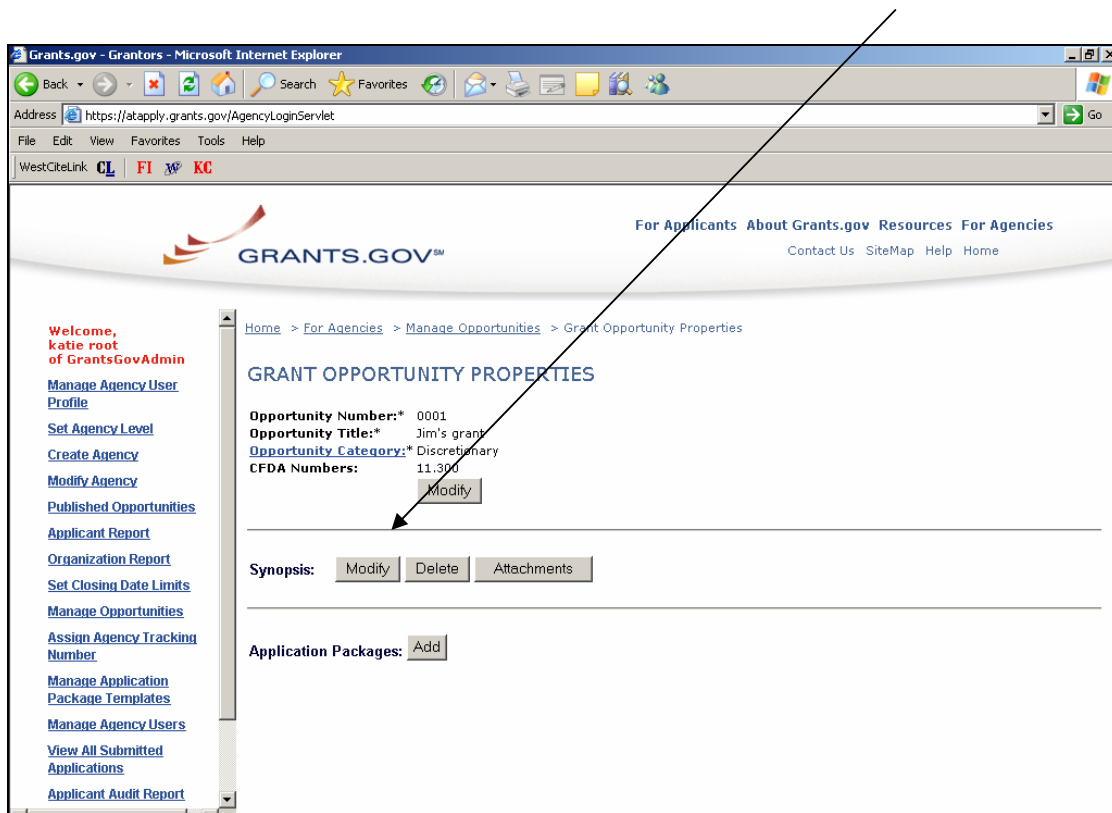 Grants.gov - Grantors - Microsoft Internet Explorer
Back Search Favorites
Address https://atapply.grants.gov/AgencyLoginServlet Go
File Edit View Favorites Tools Help
WestCiteLink CL FI KC
GRANTS.GOV℠
For Applicants About Grants.gov Resources For Agencies
Contact Us SiteMap Help Home
Welcome,
katie root
of GrantsGovAdmin
Manage Agency User
Profile
Set Agency Level
Create Agency
Modify Agency
Published Opportunities
Applicant Report
Organization Report
Set Closing Date Limits
Manage Opportunities
Assign Agency Tracking
Number
Manage Application
Package Templates
Manage Agency Users
View All Submitted
Applications
Applicant Audit Report
Home > For Agencies > Manage Opportunities > Grant Opportunity Properties
GRANT OPPORTUNITY PROPERTIES
Opportunity Number:* 0001
Opportunity Title:* Jim's grant
Opportunity Category:* Discretionary
CFDA Numbers: 11.300
Modify
Synopsis: Modify Delete Attachments
Application Packages: Add